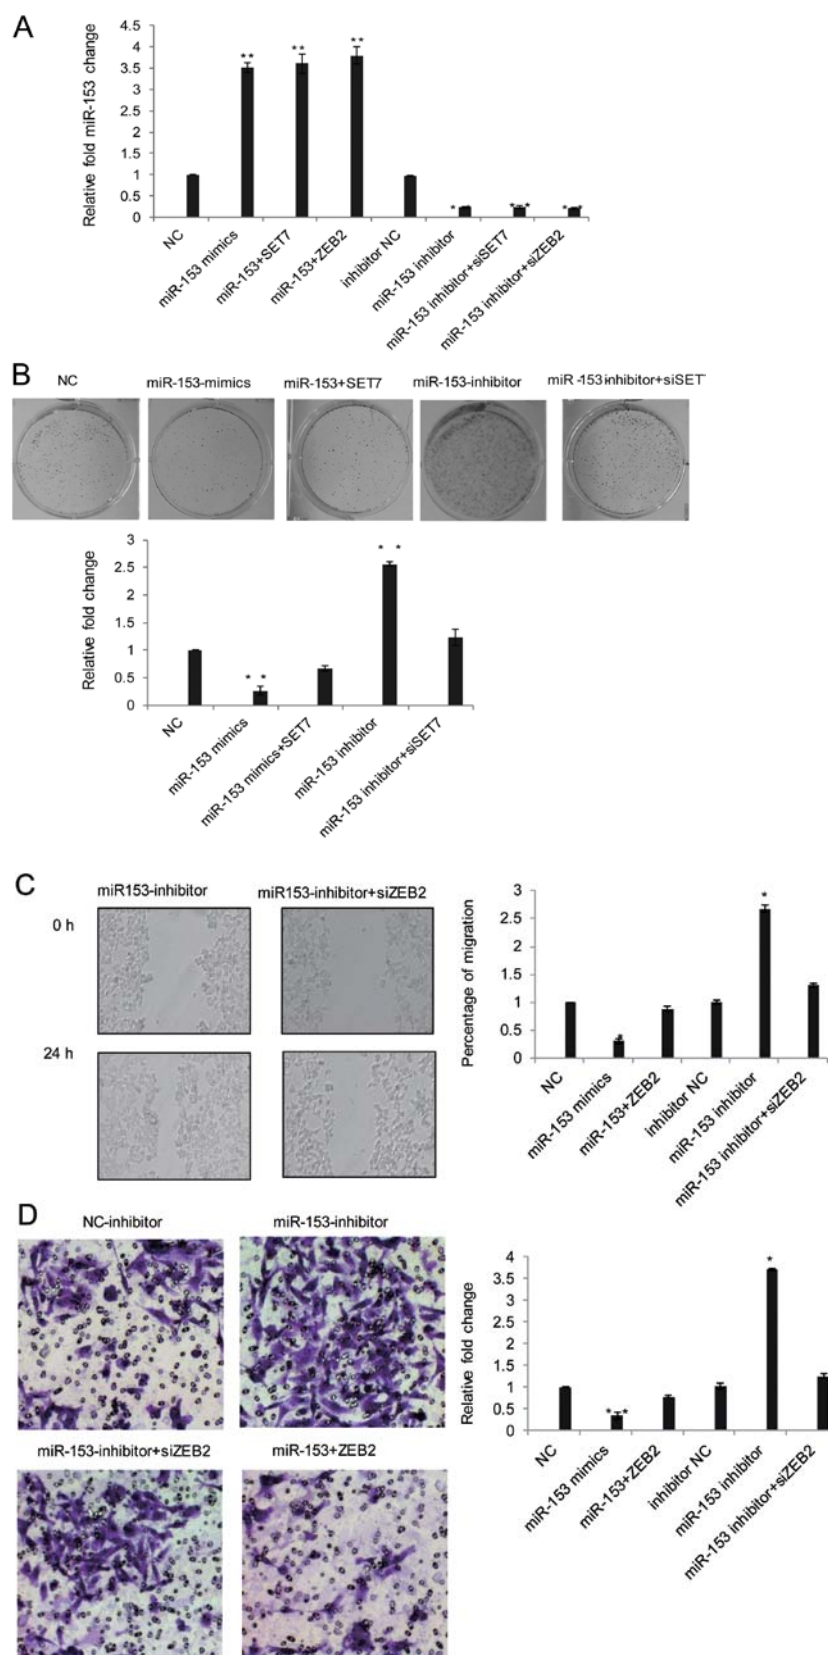 A
Relative fold miR-153 change
4.5
4
3.5
3
2.5
2
1.5
1
0.5
0
** ** **
* * * * *
NC
miR-153 mimics
miR-153+SET7
miR-153+ZEB2
inhibitor NC
miR-153 inhibitor
miR-153 inhibitor+siSET7
miR-153 inhibitor+siZEB2
B
NC miR-153-mimics miR-153+SET7 miR-153-inhibitor miR-153-inhibitor+siSET
Relative fold change
3
2.5
2
1
0.5
0
* *
* *
NC
miR-153 mimics
miR-153 mimics+SET7
miR-153 inhibitor
miR-153 inhibitor+siSET7
C
miR153-inhibitor miR153-inhibitor+siZEB2
0 h
24 h
Percentage of migration
3
2.5
2
1.5
1
0.5
0
*
*
NC
miR-153 mimics
miR-153+ZEB2
inhibitor NC
miR-153 inhibitor
miR-153 inhibitor+siZEB2
D
NC-inhibitor miR-153-inhibitor
miR-153-inhibitor+siZEB2 miR-153+ZEB2
Relative fold change
4
3.5
3
2.5
2
1.5
1
0.5
0
* *
*
NC
miR-153 mimics
miR-153+ZEB2
inhibitor NC
miR-153 inhibitor
miR-153 inhibitor+siZEB2